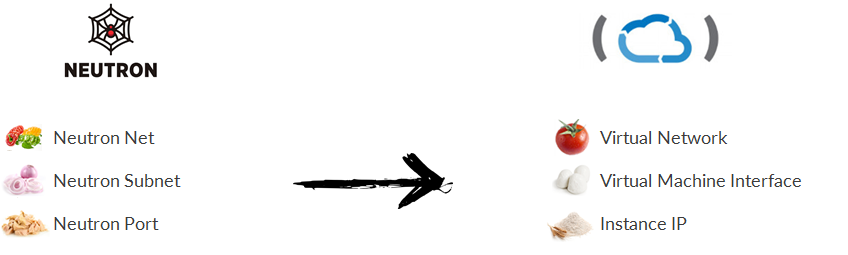 NEUTRON
Neutron Net
Neutron Subnet
Neutron Port
Virtual Network
Virtual Machine Interface
Instance IP